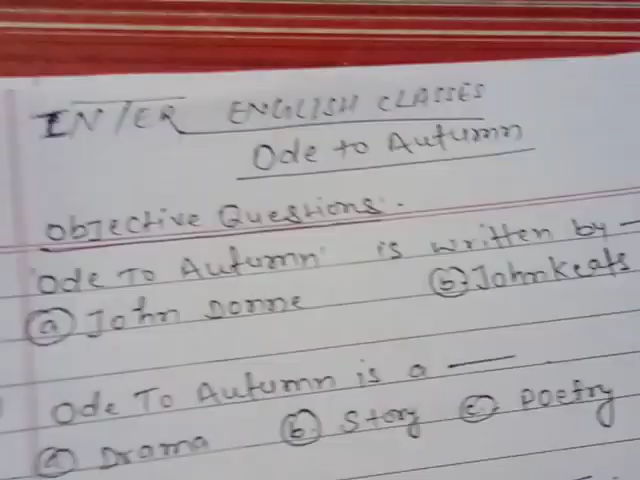 INTER ENGLISH CLASSES
Ode to Autumn
Objective Questions.
'Ode To Autumn' is written by —
(a) John Donne (b) John Keats
Ode To Autumn is a —
(a) Drama (b) Story (c) Poetry